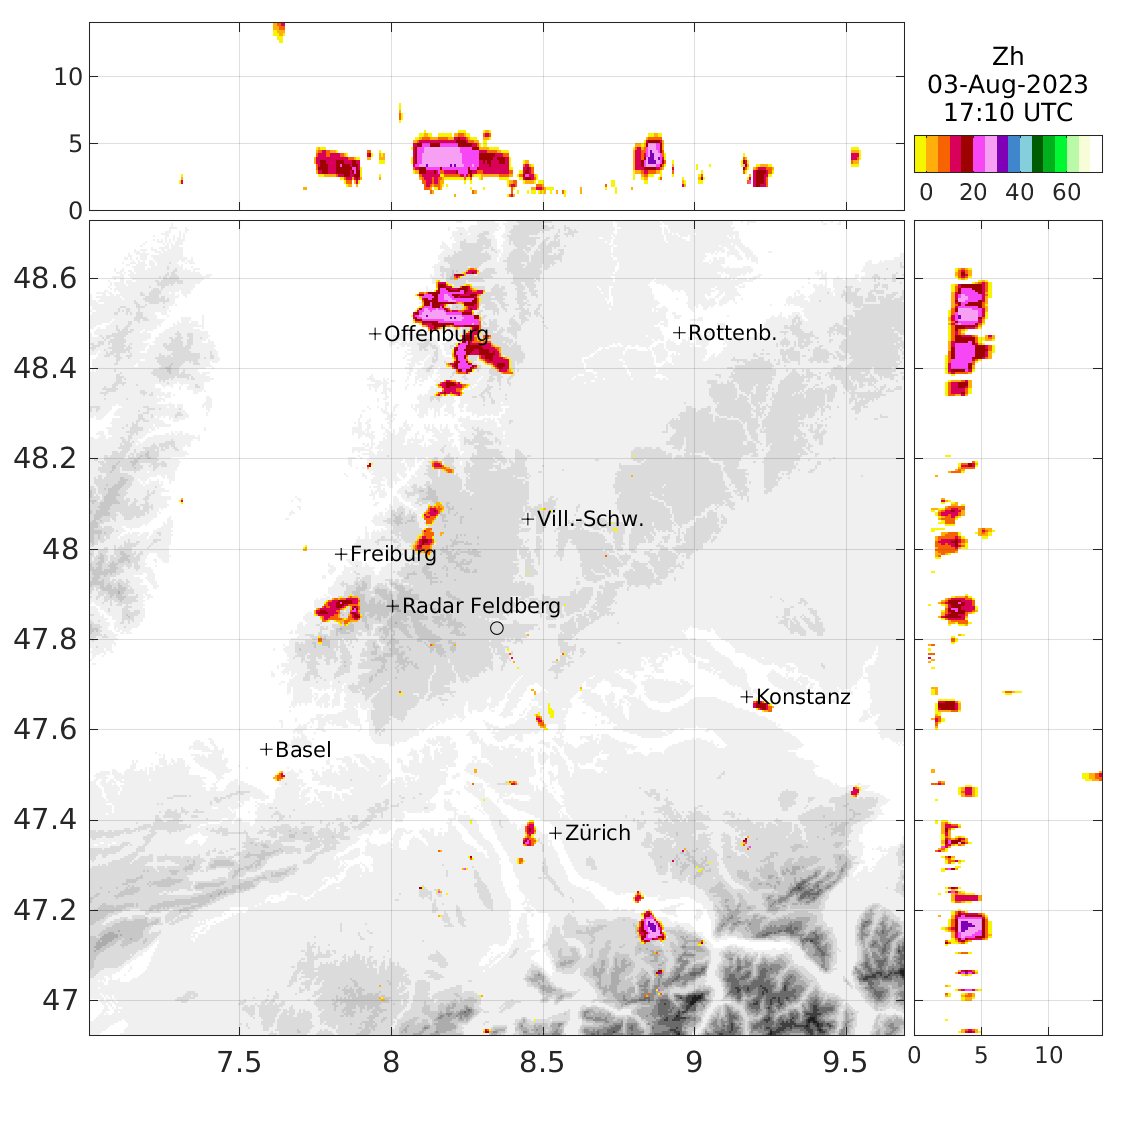 Zh
03-Aug-2023
17:10 UTC
0 20 40 60
10
5
0
48.6
48.4
48.2
48
47.8
47.6
47.4
47.2
47
+Offenburg
+Rottenb.
+Vill.-Schw.
+Freiburg
+Radar Feldberg
+Konstanz
+Basel
+Zürich
7.5 8 8.5 9 9.5
0 5 10